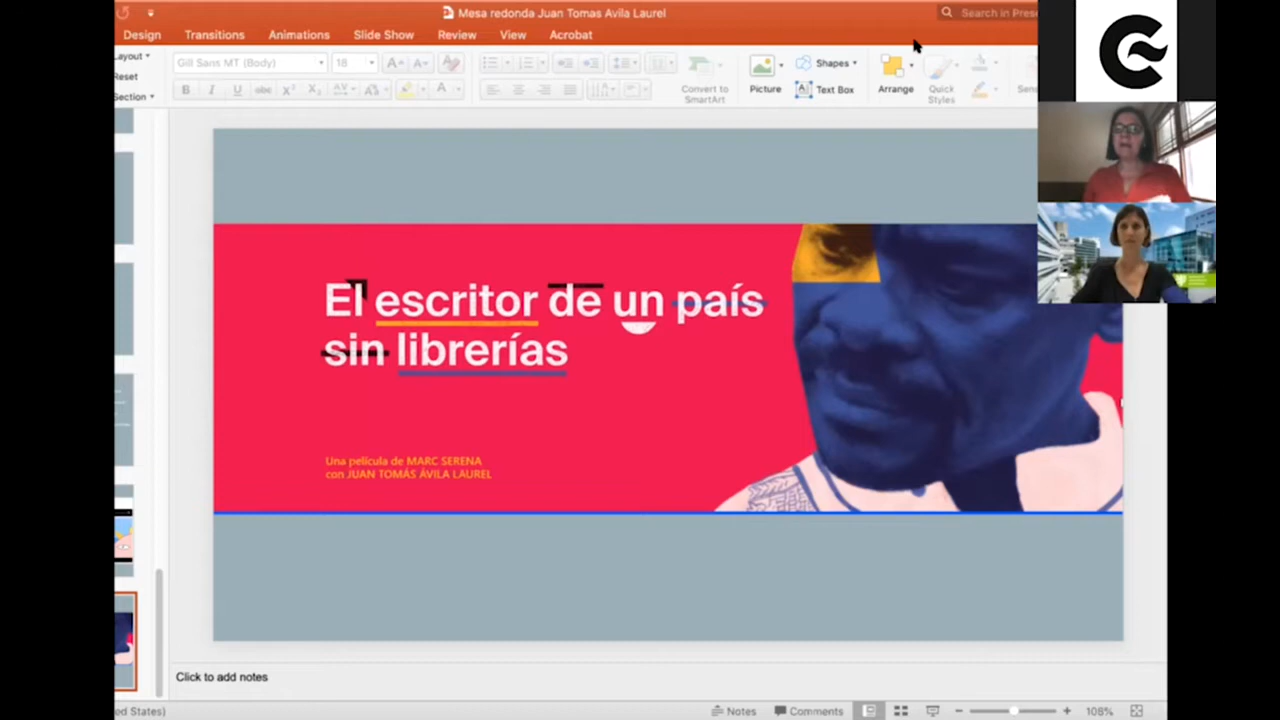 Mesa redonda Juan Tomas Avila Laurel
Search in Prese
Design Transitions Animations Slide Show Review View Acrobat
Layout
Reset
Section
Gill Sans MT (Body) 18
Convert to
SmartArt
Picture
Shapes
Text Box
Arrange
Quick
Styles
El escritor de un país
sin librerías
Una película de MARC SERENA
con JUAN TOMÁS ÁVILA LAUREL
Click to add notes
ed States)
Notes Comments 108%